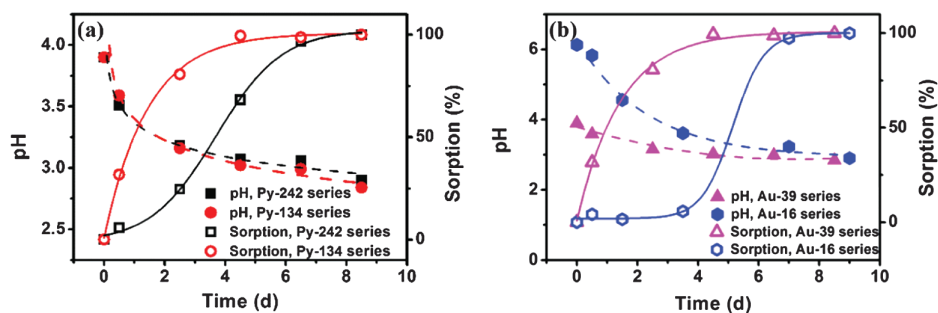 (a)
pH
4.0
3.5
3.0
2.5
100
50
0
Sorption (%)
pH, Py-242 series
pH, Py-134 series
Sorption, Py-242 series
Sorption, Py-134 series
0 2 4 6 8 10
Time (d)
(b)
pH
6
5
4
3
2
1
0
100
50
0
Sorption (%)
pH, Au-39 series
pH, Au-16 series
Sorption, Au-39 series
Sorption, Au-16 series
0 2 4 6 8 10
Time (d)